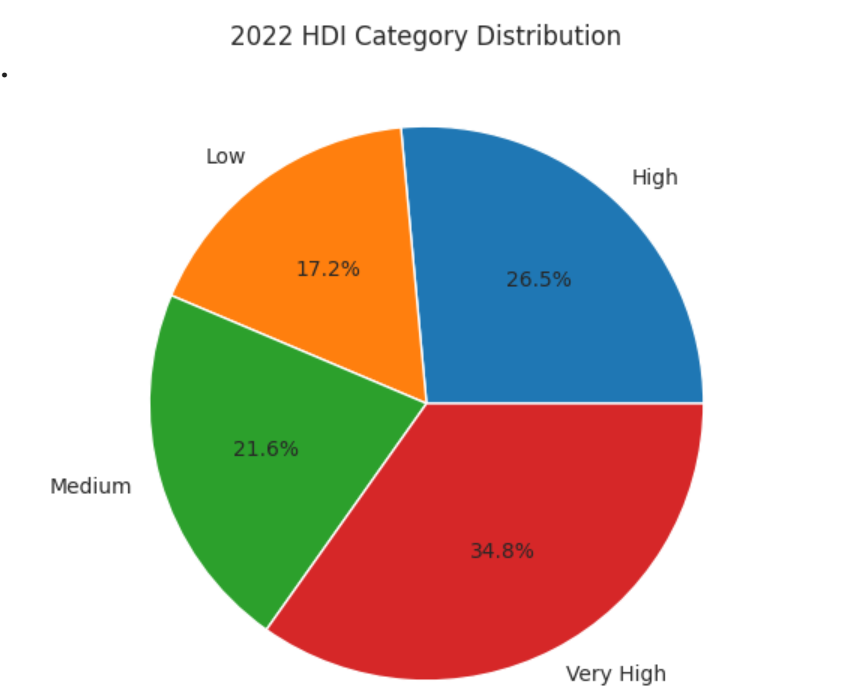 2022 HDI Category Distribution
.
Low
High
17.2%
26.5%
21.6%
Medium
34.8%
Very High